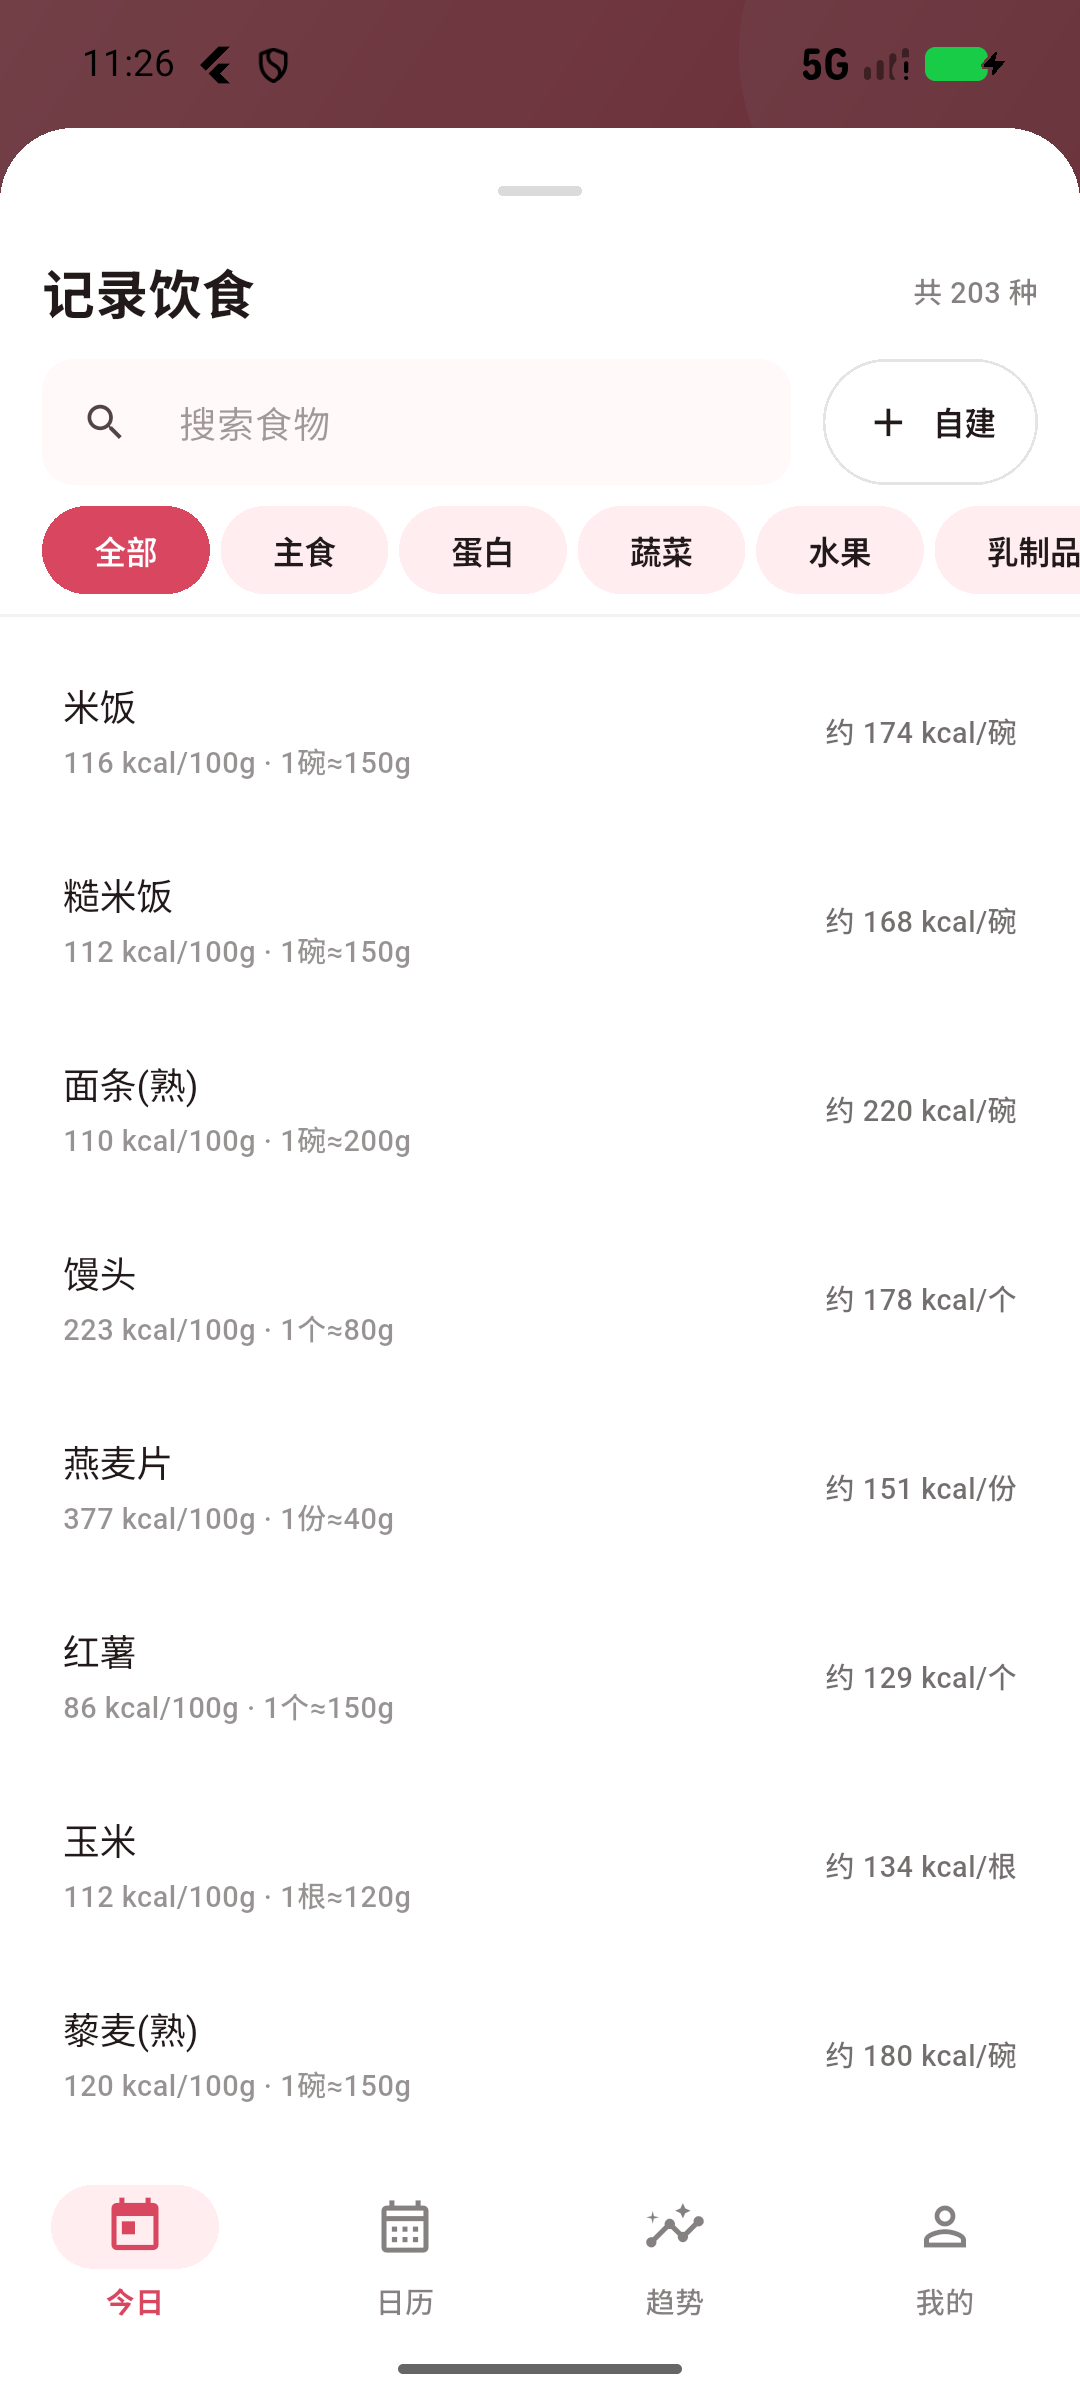 11:26
5G
记录饮食
共 203 种
搜索食物
自建
全部 主食 蛋白 蔬菜 水果 乳制品
米饭
约 174 kcal/碗
116 kcal/100g · 1碗≈150g
糙米饭
约 168 kcal/碗
112 kcal/100g · 1碗≈150g
面条(熟)
约 220 kcal/碗
110 kcal/100g · 1碗≈200g
馒头
约 178 kcal/个
223 kcal/100g · 1个≈80g
燕麦片
约 151 kcal/份
377 kcal/100g · 1份≈40g
红薯
约 129 kcal/个
86 kcal/100g · 1个≈150g
玉米
约 134 kcal/根
112 kcal/100g · 1根≈120g
藜麦(熟)
约 180 kcal/碗
120 kcal/100g · 1碗≈150g
今日 日历 趋势 我的